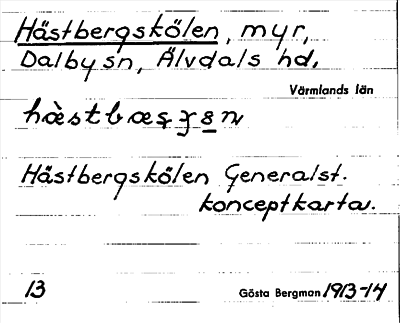 Hästbergskölen, myr,
Dalby sn, Älvdals hd,
Värmlands län
Hästbergskölen Generalst.
konceptkarta.
13
Gösta Bergman 1913-14